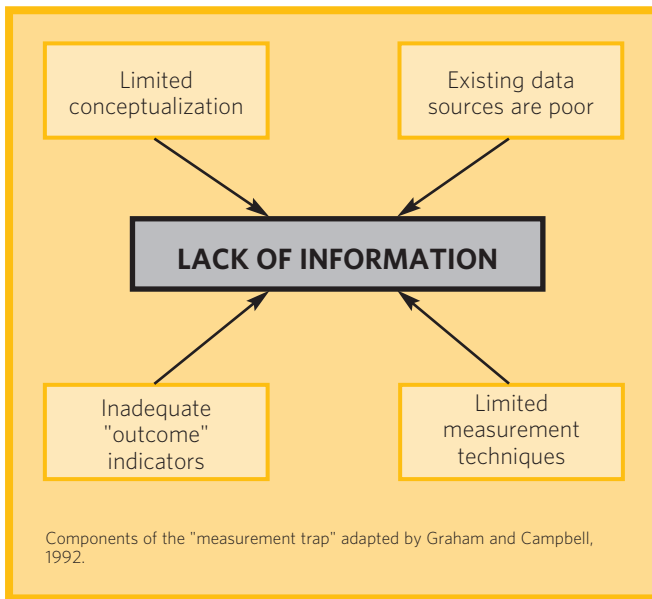 Limited
conceptualization
Existing data
sources are poor
LACK OF INFORMATION
Inadequate
"outcome"
indicators
Limited
measurement
techniques
Components of the "measurement trap" adapted by Graham and Campbell,
1992.